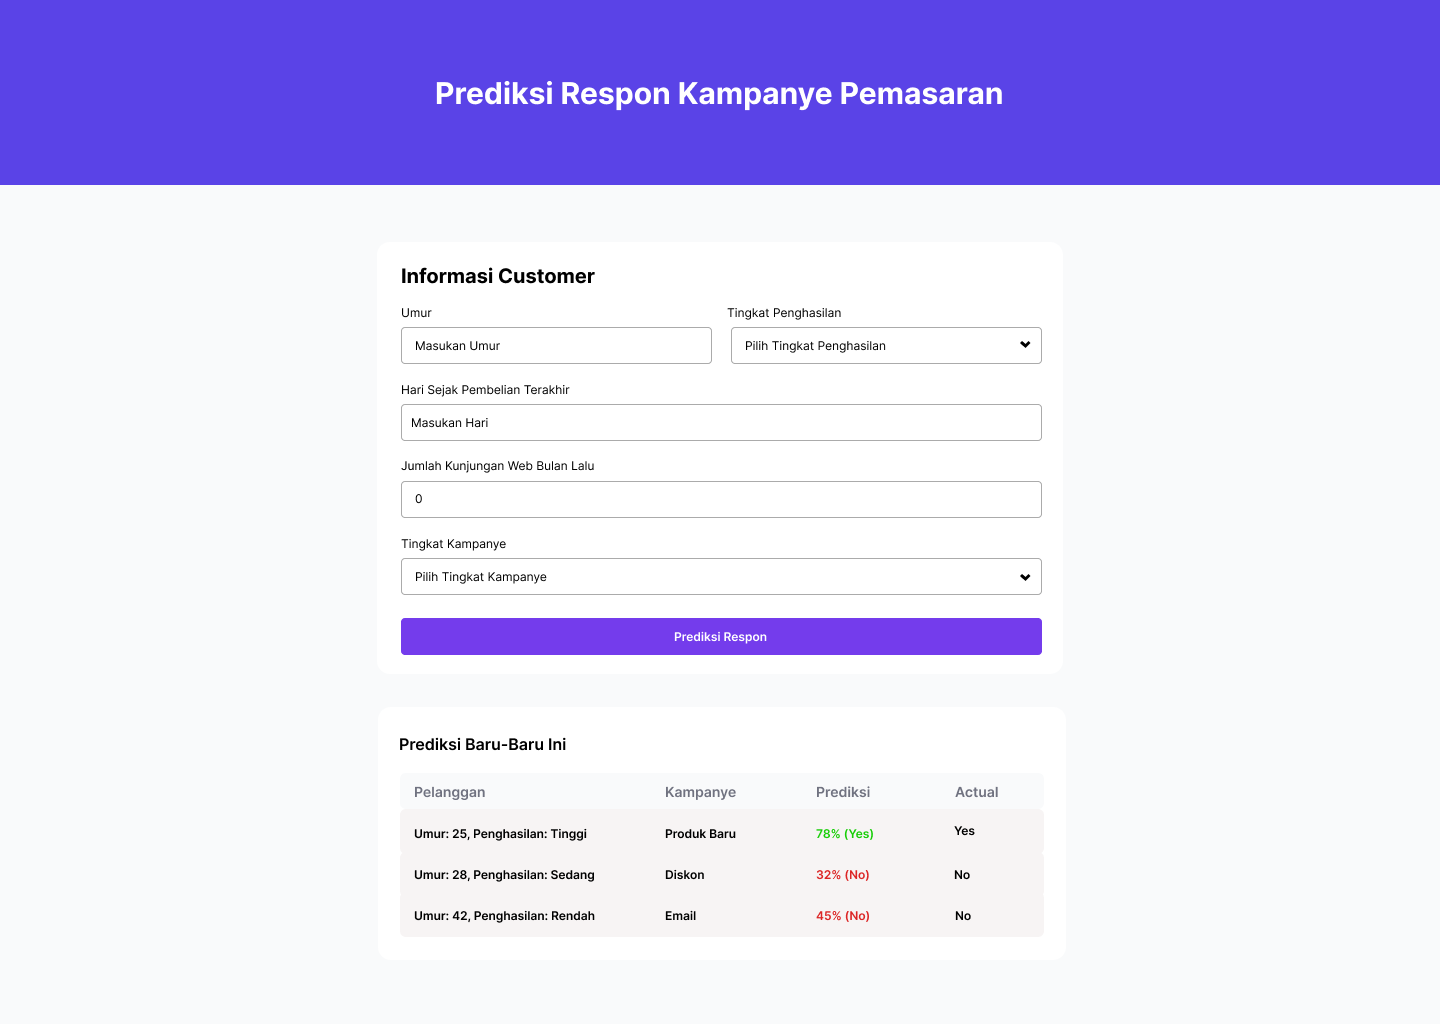 Prediksi Respon Kampanye Pemasaran
Informasi Customer
Umur Tingkat Penghasilan
Masukan Umur Pilih Tingkat Penghasilan
Hari Sejak Pembelian Terakhir
Masukan Hari
Jumlah Kunjungan Web Bulan Lalu
0
Tingkat Kampanye
Pilih Tingkat Kampanye
Prediksi Respon
Prediksi Baru-Baru Ini
Pelanggan Kampanye Prediksi Actual
Umur: 25, Penghasilan: Tinggi Produk Baru 78% (Yes) Yes
Umur: 28, Penghasilan: Sedang Diskon 32% (No) No
Umur: 42, Penghasilan: Rendah Email 45% (No) No